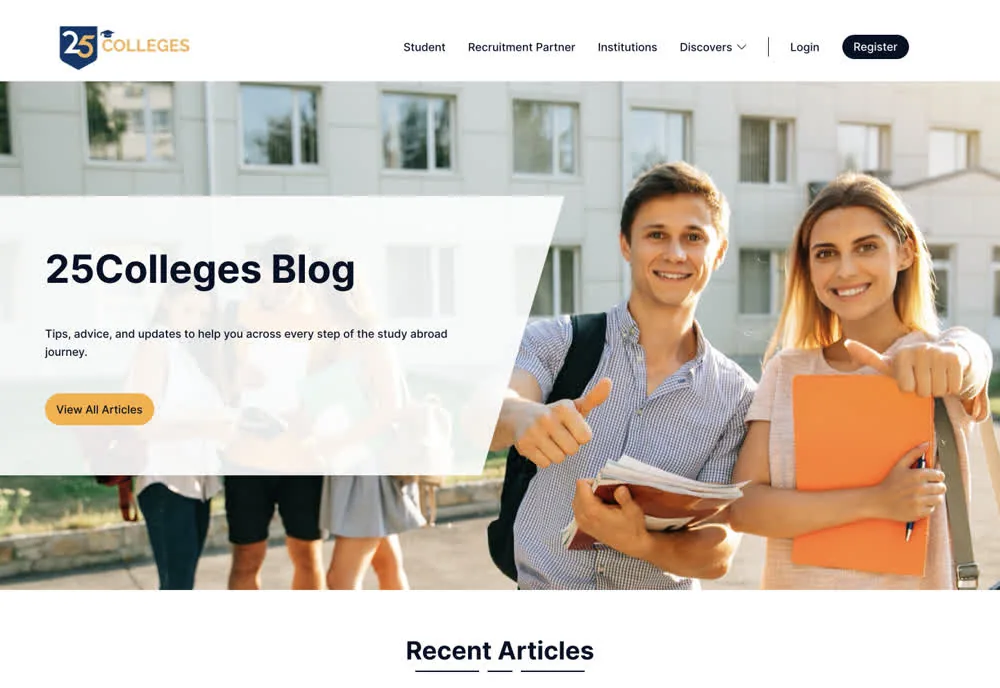 25 COLLEGES
Student Recruitment Partner Institutions Discovers Login Register
25Colleges Blog
Tips, advice, and updates to help you across every step of the study abroad
journey.
View All Articles
Recent Articles